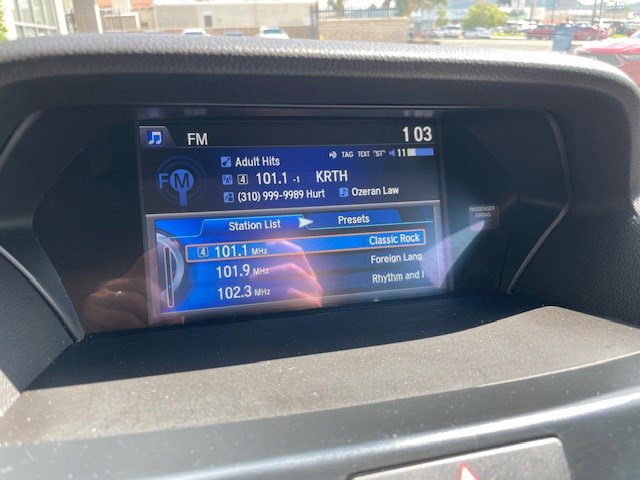 FM 103
Adult Hits TAG TEXT "ST" 11
FM 4 101.1 -1 KRTH
(310) 999-9989 Hurt Ozeran Law
Station List Presets
4 101.1 MHz Classic Rock
101.9 MHz Foreign Lang
102.3 MHz Rhythm and
PASSENGER
AIRBAG